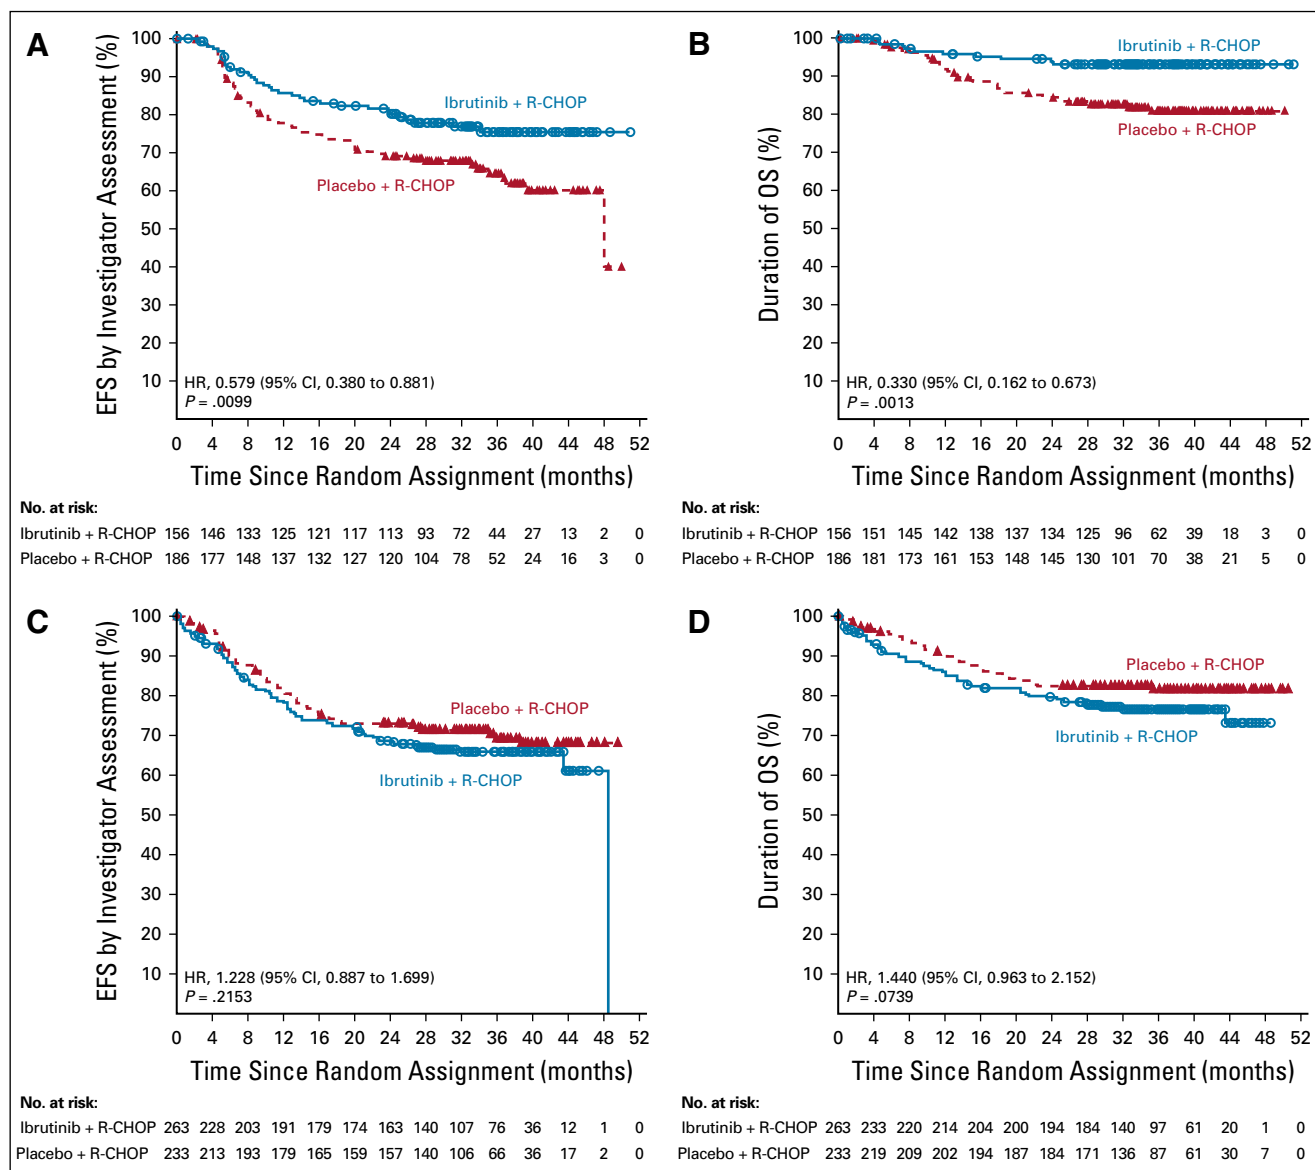 A
EFS by Investigator Assessment (%)
100
90
80
70
60
50
40
30
20
10
Ibrutinib + R-CHOP
Placebo + R-CHOP
HR, 0.579 (95% CI, 0.380 to 0.881)
P = .0099
0 4 8 12 16 20 24 28 32 36 40 44 48 52
Time Since Random Assignment (months)
No. at risk:
Ibrutinib + R-CHOP 156 146 133 125 121 117 113 93 72 44 27 13 2 0
Placebo + R-CHOP 186 177 148 137 132 127 120 104 78 52 24 16 3 0
B
Duration of OS (%)
100
90
80
70
60
50
40
30
20
10
Ibrutinib + R-CHOP
Placebo + R-CHOP
HR, 0.330 (95% CI, 0.162 to 0.673)
P = .0013
0 4 8 12 16 20 24 28 32 36 40 44 48 52
Time Since Random Assignment (months)
No. at risk:
Ibrutinib + R-CHOP 156 151 145 142 138 137 134 125 96 62 39 18 3 0
Placebo + R-CHOP 186 181 173 161 153 148 145 130 101 70 38 21 5 0
C
EFS by Investigator Assessment (%)
100
90
80
70
60
50
40
30
20
10
Placebo + R-CHOP
Ibrutinib + R-CHOP
HR, 1.228 (95% CI, 0.887 to 1.699)
P = .2153
0 4 8 12 16 20 24 28 32 36 40 44 48 52
Time Since Random Assignment (months)
No. at risk:
Ibrutinib + R-CHOP 263 228 203 191 179 174 163 140 107 76 36 12 1 0
Placebo + R-CHOP 233 213 193 179 165 159 157 140 106 66 36 17 2 0
D
Duration of OS (%)
100
90
80
70
60
50
40
30
20
10
Placebo + R-CHOP
Ibrutinib + R-CHOP
HR, 1.440 (95% CI, 0.963 to 2.152)
P = .0739
0 4 8 12 16 20 24 28 32 36 40 44 48 52
Time Since Random Assignment (months)
No. at risk:
Ibrutinib + R-CHOP 263 233 220 214 204 200 194 184 140 97 61 20 1 0
Placebo + R-CHOP 233 219 209 202 194 187 184 171 136 87 61 30 7 0